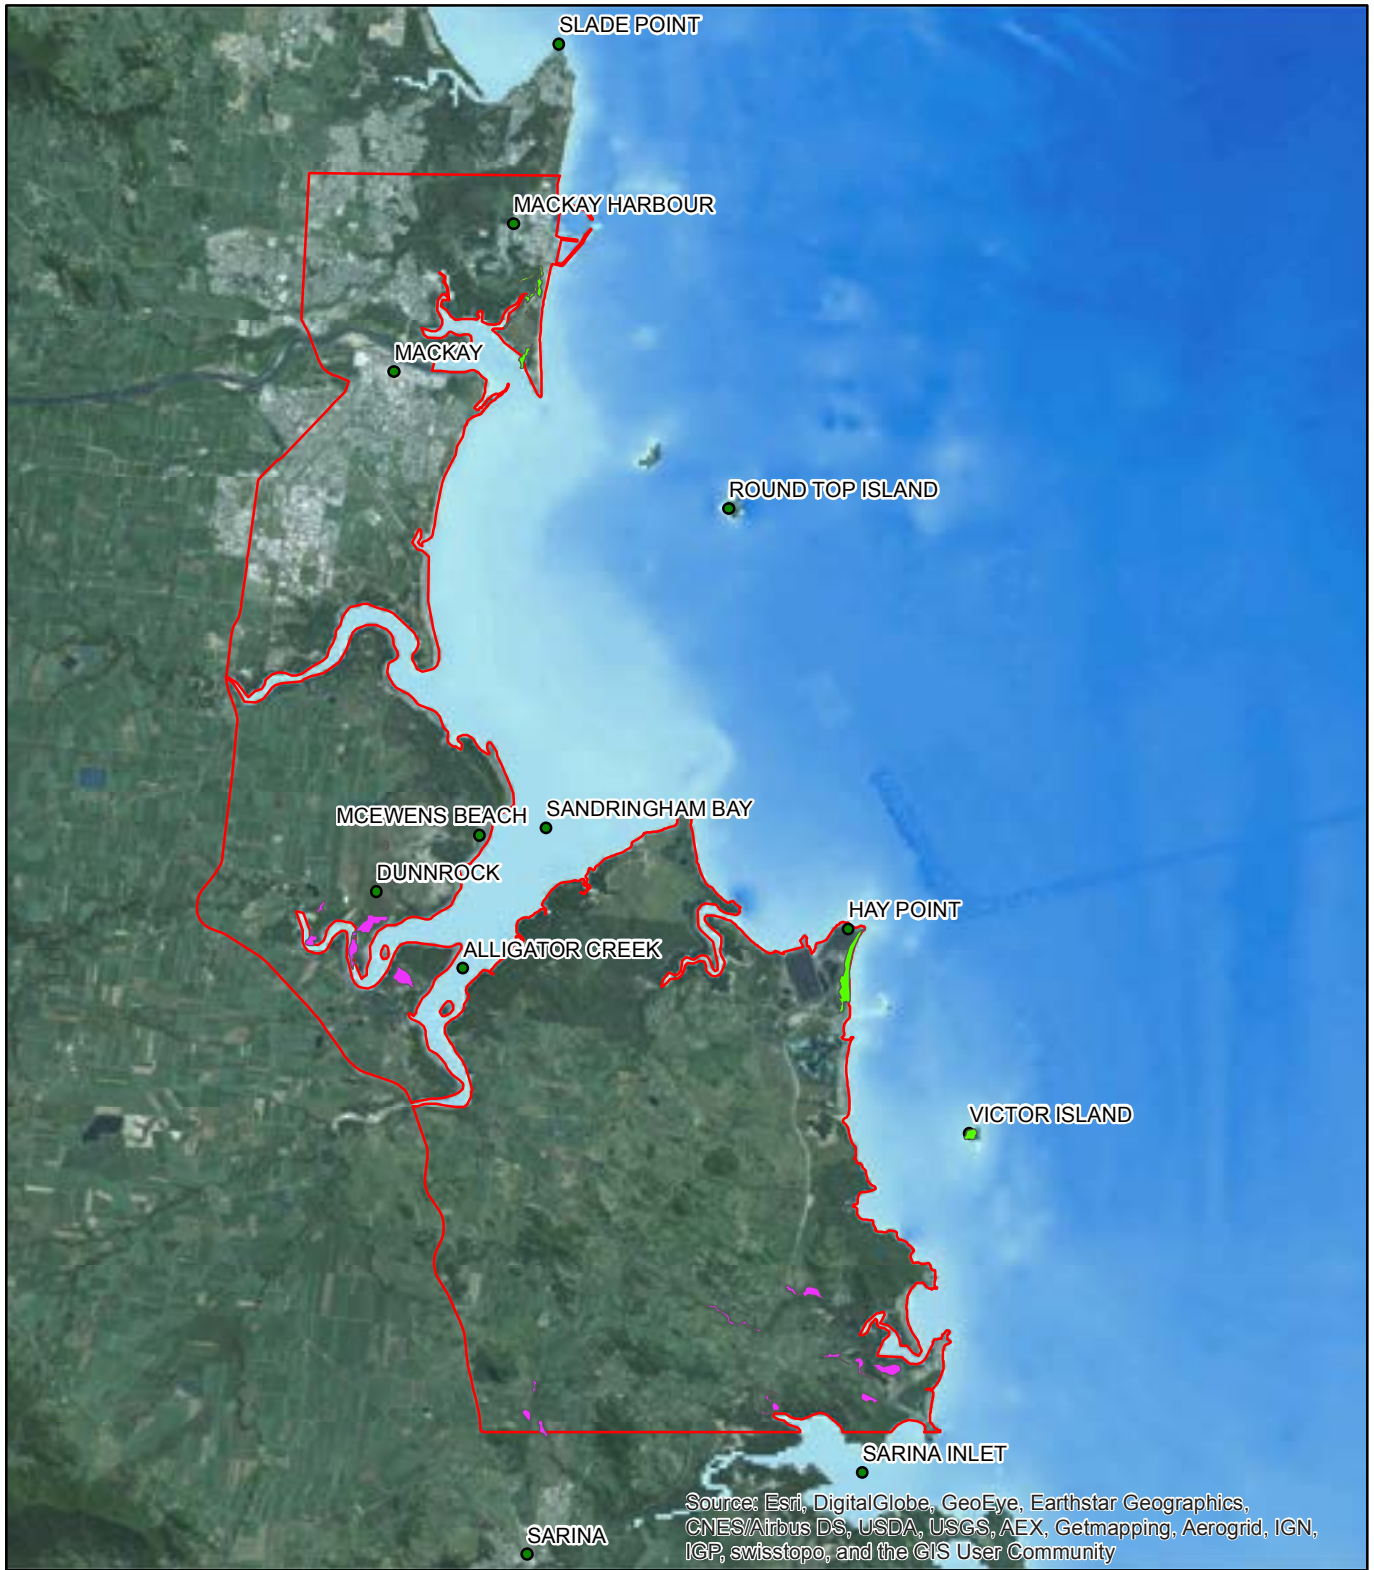 SLADE POINT
MACKAY HARBOUR
MACKAY
ROUND TOP ISLAND
MCEWENS BEACH
SANDRINGHAM BAY
DUNNROCK
HAY POINT
ALLIGATOR CREEK
VICTOR ISLAND
SARINA INLET
Source: Esri, DigitalGlobe, GeoEye, Earthstar Geographics,
CNES/Airbus DS, USDA, USGS, AEX, Getmapping, Aerogrid, IGN,
IGP, swisstopo, and the GIS User Community
SARINA